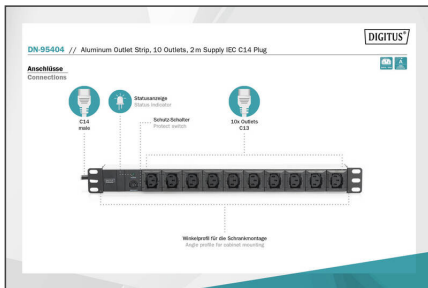 DIGITUS®
DN-95404 // Aluminum Outlet Strip, 10 Outlets, 2 m Supply IEC C14 Plug
Anschlüsse
Connections
Statusanzeige
Status indicator
C14
male
Schutz-Schalter
Protect switch
10x Outlets
C13
Winkelprofil für die Schrankmontage
Angle profile for cabinet mounting